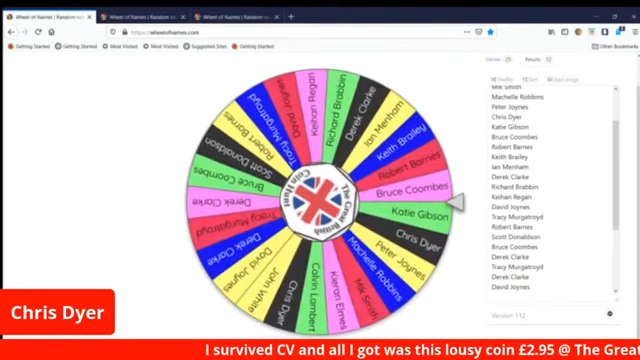 Wheel of Names | Random na
Wheel of Names | Random na
Wheel of Names | Random na
https://wheelofnames.com
Getting Started
Getting Started
Most Visited
Most Visited
Suggested Sites
Getting Started
Other Bookmarks
Entries 25
Results 12
Shuffle
Sort
Add image
Mik Smith
Machelle Robbins
Peter Joynes
Chris Dyer
Katie Gibson
Bruce Coombes
Robert Barnes
Keith Brailey
Ian Menham
Derek Clarke
Richard Brabbin
Keihan Regan
David Joynes
Tracy Murgatroyd
Robert Barnes
Scott Donaldson
Bruce Coombes
Derek Clarke
Tracy Murgatroyd
Derek Clarke
David Joynes
Version 112
Keihan Regan
Richard Brabbin
Derek Clarke
Ian Menham
Keith Brailey
Robert Barnes
Bruce Coombes
Katie Gibson
Chris Dyer
Peter Joynes
Machelle Robbins
Mik Smith
Kieran Elmes
Calvin Lambert
Chris Dyer
John White
David Joynes
Derek Clarke
Tracy Murgatroyd
Derek Clarke
Bruce Coombes
Scott Donaldson
Robert Barnes
Tracy Murgatroyd
David Joynes
The Great British
Coin Hunt
Chris Dyer
I survived CV and all I got was this lousy coin £2.95 @ The Great